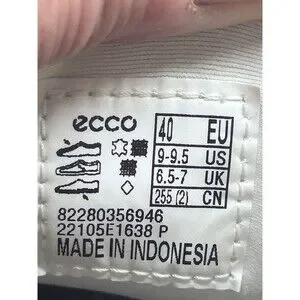 ecco
40 EU
9-9.5 US
6.5-7 UK
255 (2) CN
82280356946
22105E1638 P
MADE IN INDONESIA